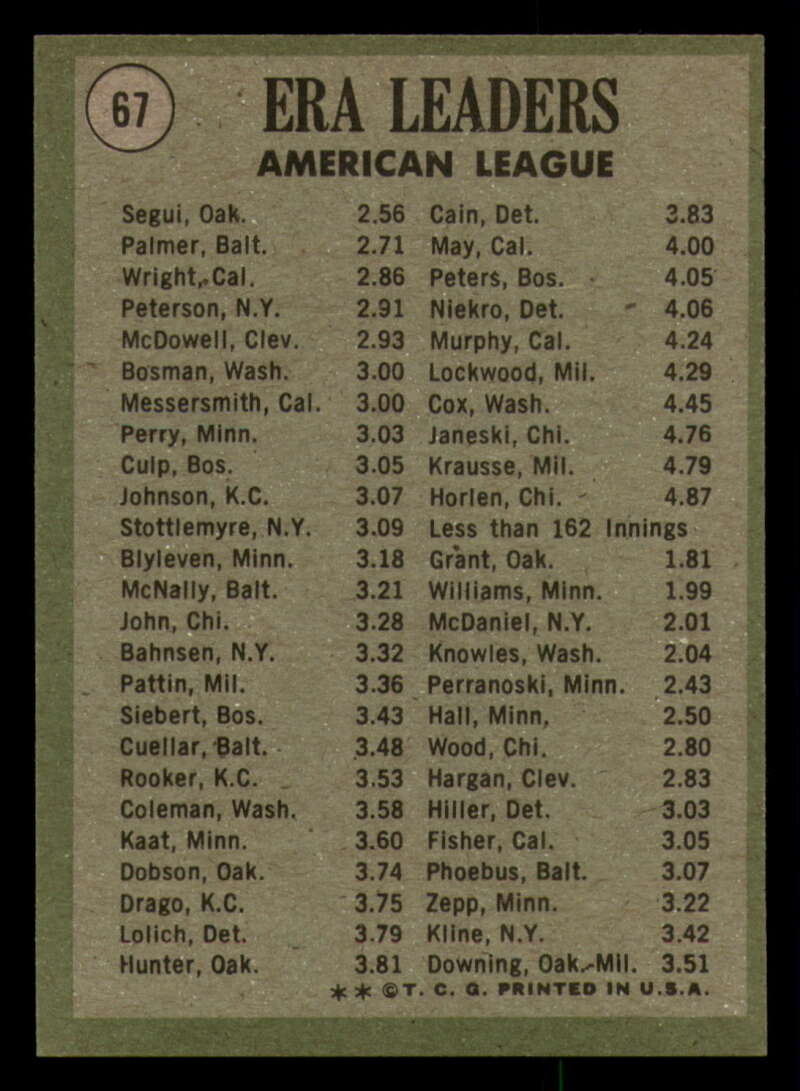 67
ERA LEADERS
AMERICAN LEAGUE
Segui, Oak. 2.56
Palmer, Balt. 2.71
Wright, Cal. 2.86
Peterson, N.Y. 2.91
McDowell, Clev. 2.93
Bosman, Wash. 3.00
Messersmith, Cal. 3.00
Perry, Minn. 3.03
Culp, Bos. 3.05
Johnson, K.C. 3.07
Stottlemyre, N.Y. 3.09
Blyleven, Minn. 3.18
McNally, Balt. 3.21
John, Chi. 3.28
Bahnsen, N.Y. 3.32
Pattin, Mil. 3.36
Siebert, Bos. 3.43
Cuellar, Balt. 3.48
Rooker, K.C. 3.53
Coleman, Wash. 3.58
Kaat, Minn. 3.60
Dobson, Oak. 3.74
Drago, K.C. 3.75
Lolich, Det. 3.79
Hunter, Oak. 3.81
Cain, Det. 3.83
May, Cal. 4.00
Peters, Bos. 4.05
Niekro, Det. 4.06
Murphy, Cal. 4.24
Lockwood, Mil. 4.29
Cox, Wash. 4.45
Janeski, Chi. 4.76
Krausse, Mil. 4.79
Horlen, Chi. 4.87
Less than 162 Innings
Grant, Oak. 1.81
Williams, Minn. 1.99
McDaniel, N.Y. 2.01
Knowles, Wash. 2.04
Perranoski, Minn. 2.43
Hall, Minn. 2.50
Wood, Chi. 2.80
Hargan, Clev. 2.83
Hiller, Det. 3.03
Fisher, Cal. 3.05
Phoebus, Balt. 3.07
Zepp, Minn. 3.22
Kline, N.Y. 3.42
Downing, Oak.-Mil. 3.51
** © T. C. G. PRINTED IN U.S.A.